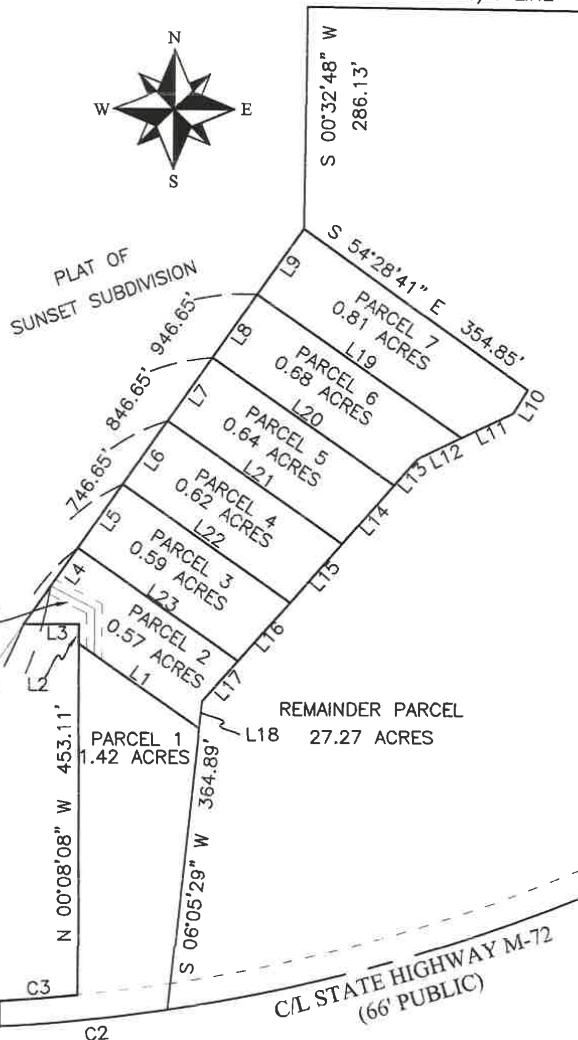 N
W E
S
S 00°32'48" W
286.13'
PLAT OF
SUNSET SUBDIVISION
S 54°28'41" E 354.85'
L9
PARCEL 7
0.81 ACRES
946.65'
L8
L19
L10
PARCEL 6
0.68 ACRES
L11
846.65'
L7
L20
L12
PARCEL 5
0.64 ACRES
L13
746.65'
L6
L21
L14
PARCEL 4
0.62 ACRES
L5
L22
L15
PARCEL 3
0.59 ACRES
L4
L23
L16
PARCEL 2
0.57 ACRES
L3
L17
L2
L1
REMAINDER PARCEL
27.27 ACRES
L18
PARCEL 1
1.42 ACRES
N 00°08'08" W 453.11'
S 06°05'29" W 364.89'
C3
C/L STATE HIGHWAY M-72
(66' PUBLIC)
C2